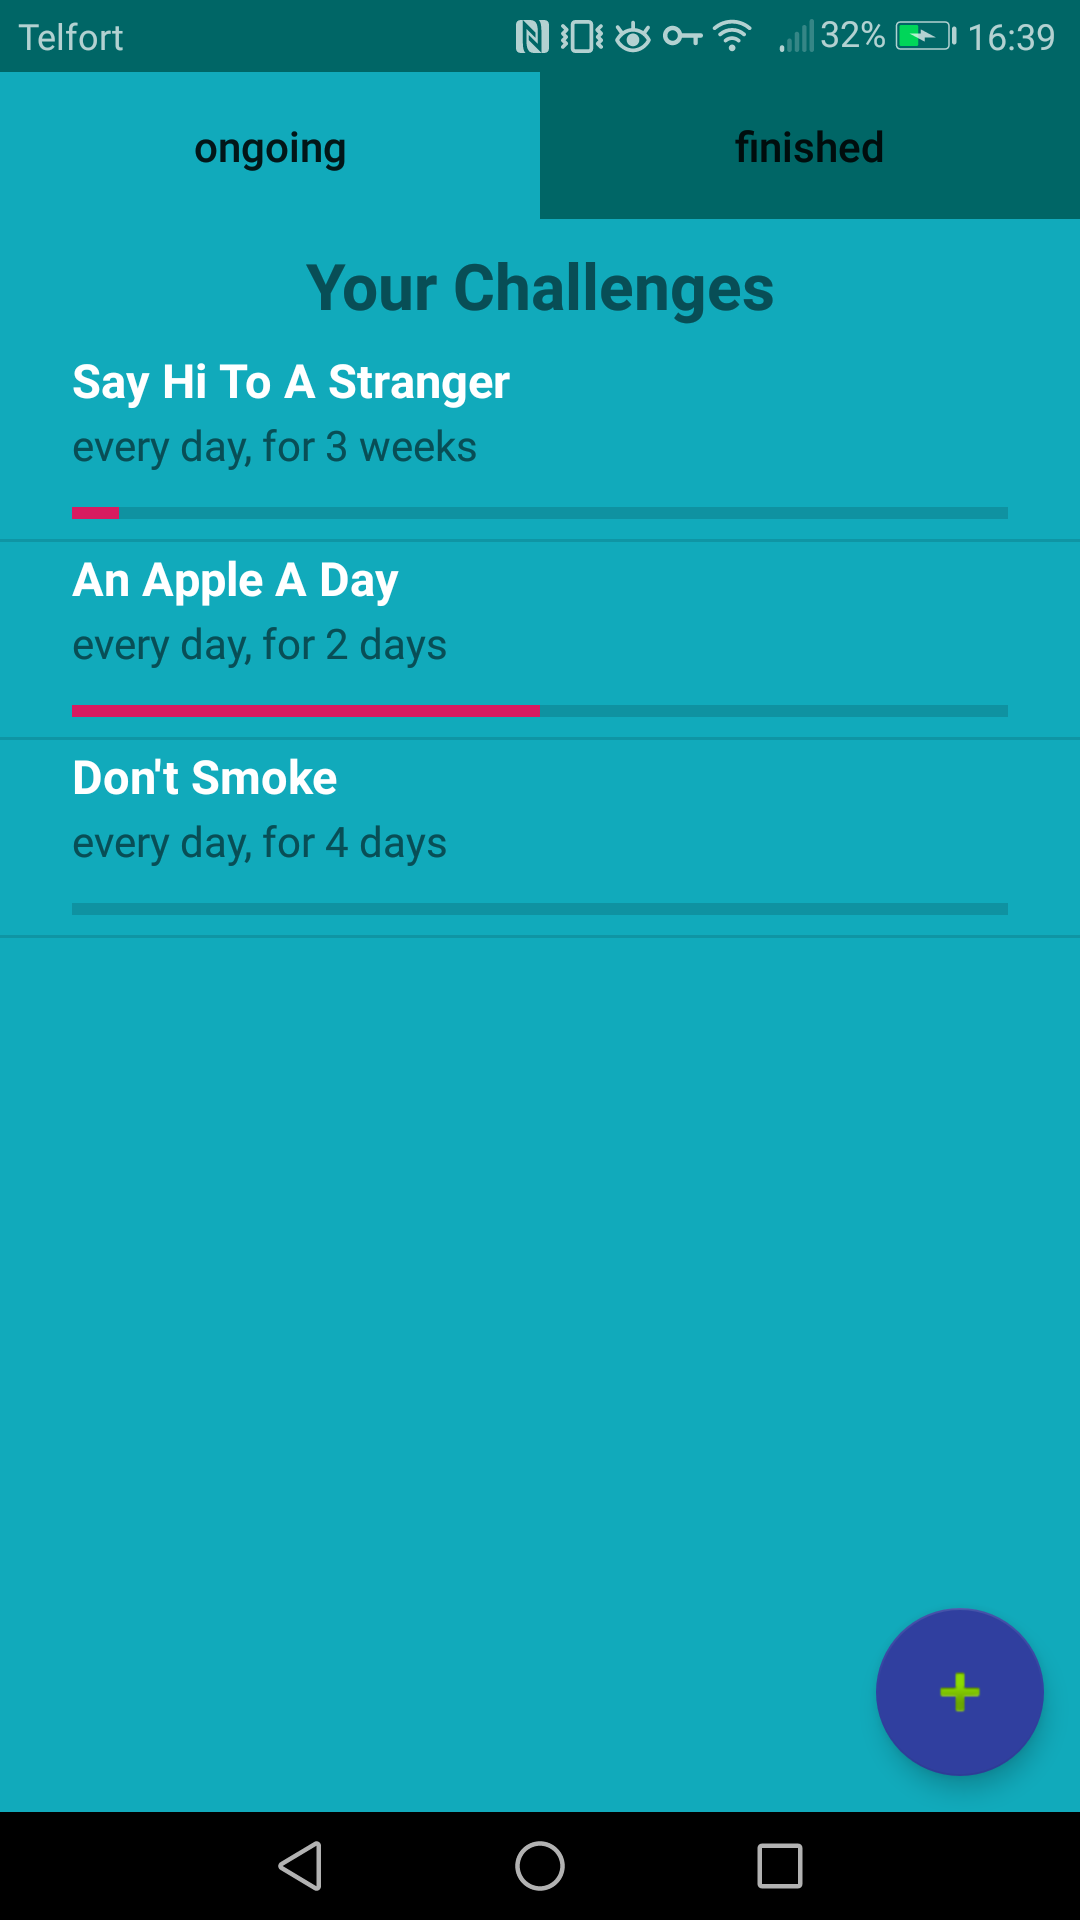 Telfort 32% 16:39
ongoing finished
Your Challenges
Say Hi To A Stranger
every day, for 3 weeks
An Apple A Day
every day, for 2 days
Don't Smoke
every day, for 4 days